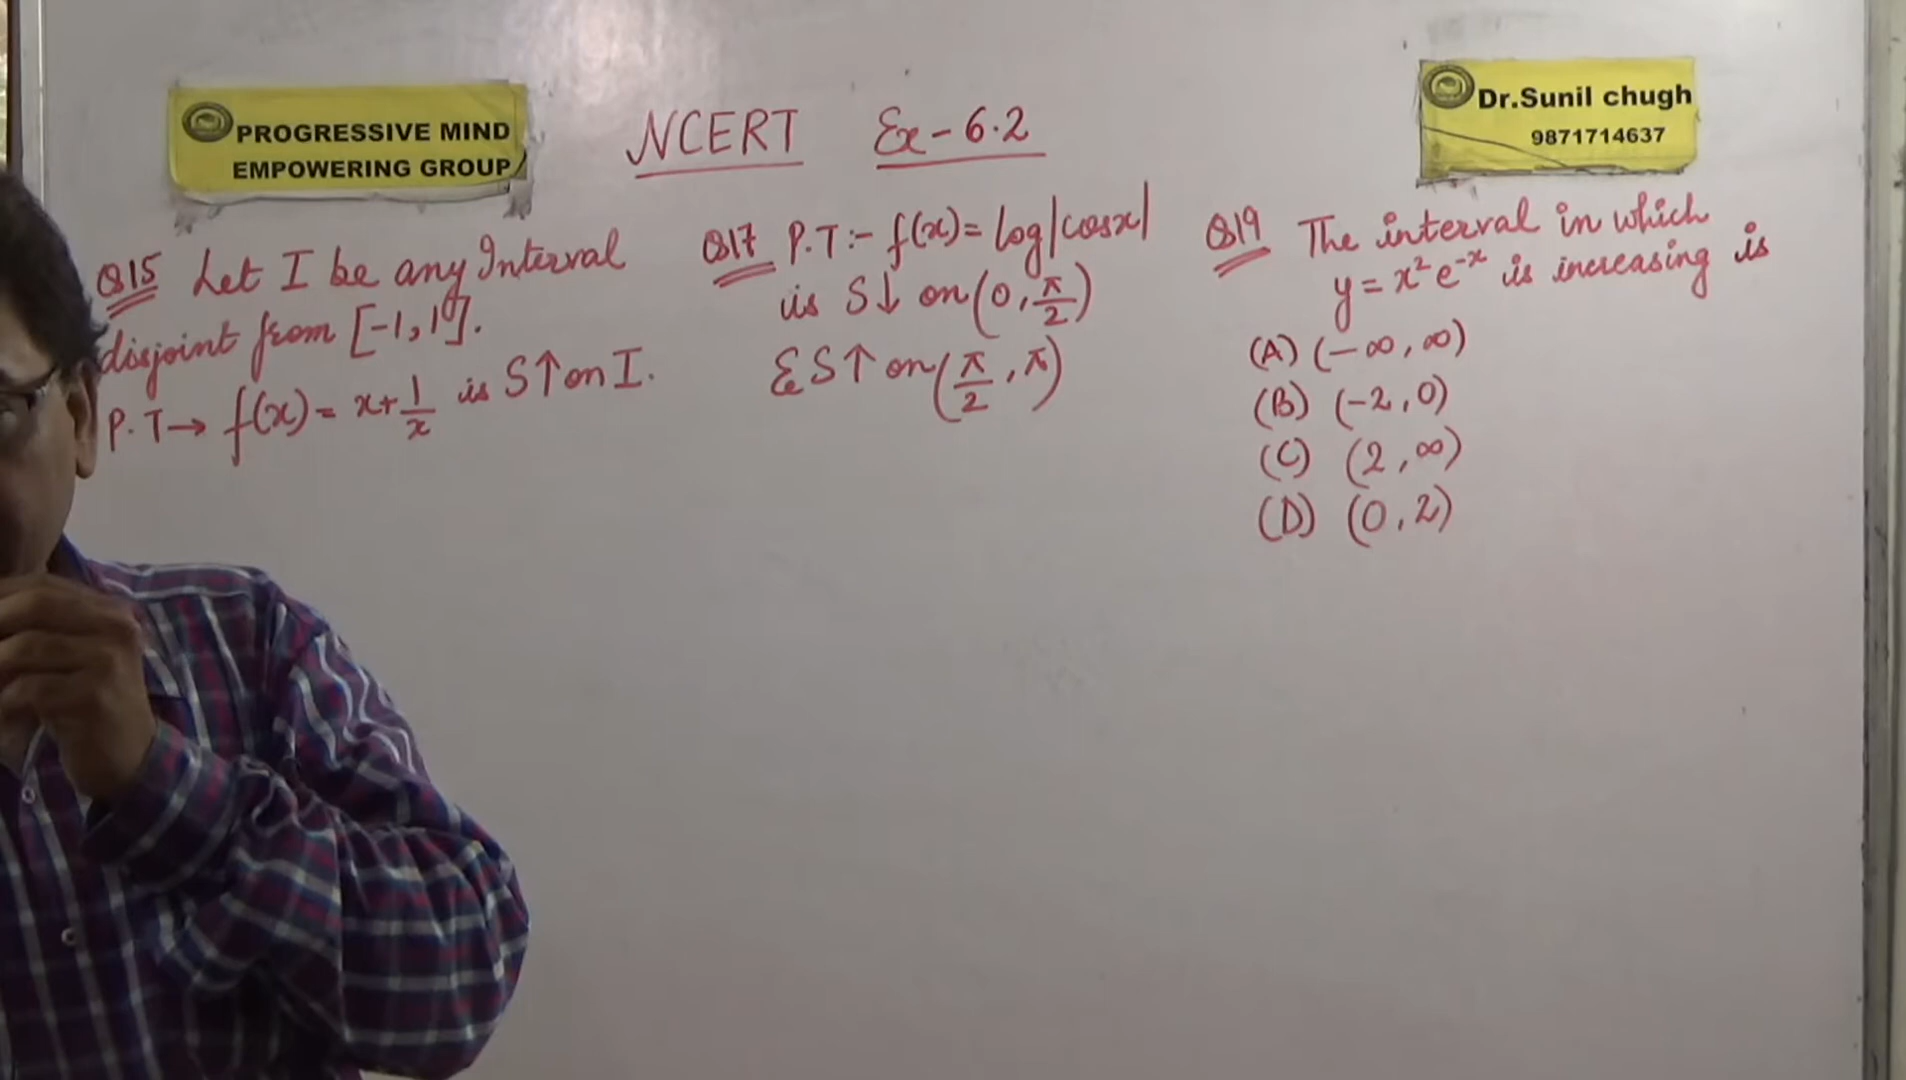 PROGRESSIVE MIND
EMPOWERING GROUP
NCERT Ex-6.2
Dr.Sunil chugh
9871714637
Q15 Let I be any Interval
disjoint from [-1,1].
P.T→ f(x)= x+1/x is S↑ on I.
Q17 P.T:- f(x)= log|cosx|
is S↓ on (0, π/2)
& S↑ on (π/2, π)
Q19 The interval in which
y = x² e⁻ˣ is increasing is
(A) (-∞, ∞)
(B) (-2, 0)
(C) (2, ∞)
(D) (0, 2)